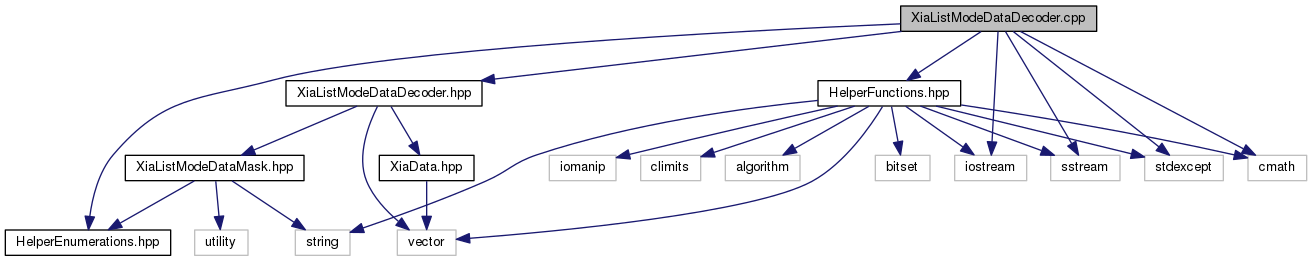 XiaListModeDataDecoder.cpp
XiaListModeDataDecoder.hpp
HelperFunctions.hpp
XiaListModeDataMask.hpp
XiaData.hpp
iomanip
climits
algorithm
bitset
iostream
sstream
stdexcept
cmath
HelperEnumerations.hpp
utility
string
vector